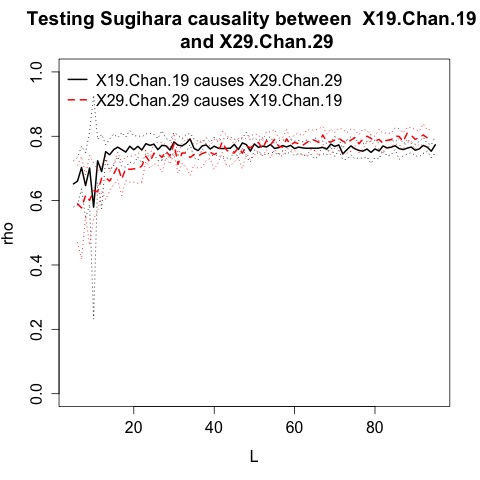 Testing Sugihara causality between X19.Chan.19
and X29.Chan.29
X19.Chan.19 causes X29.Chan.29
X29.Chan.29 causes X19.Chan.19
1.0
0.8
0.6
0.4
0.2
0.0
rho
20 40 60 80
L